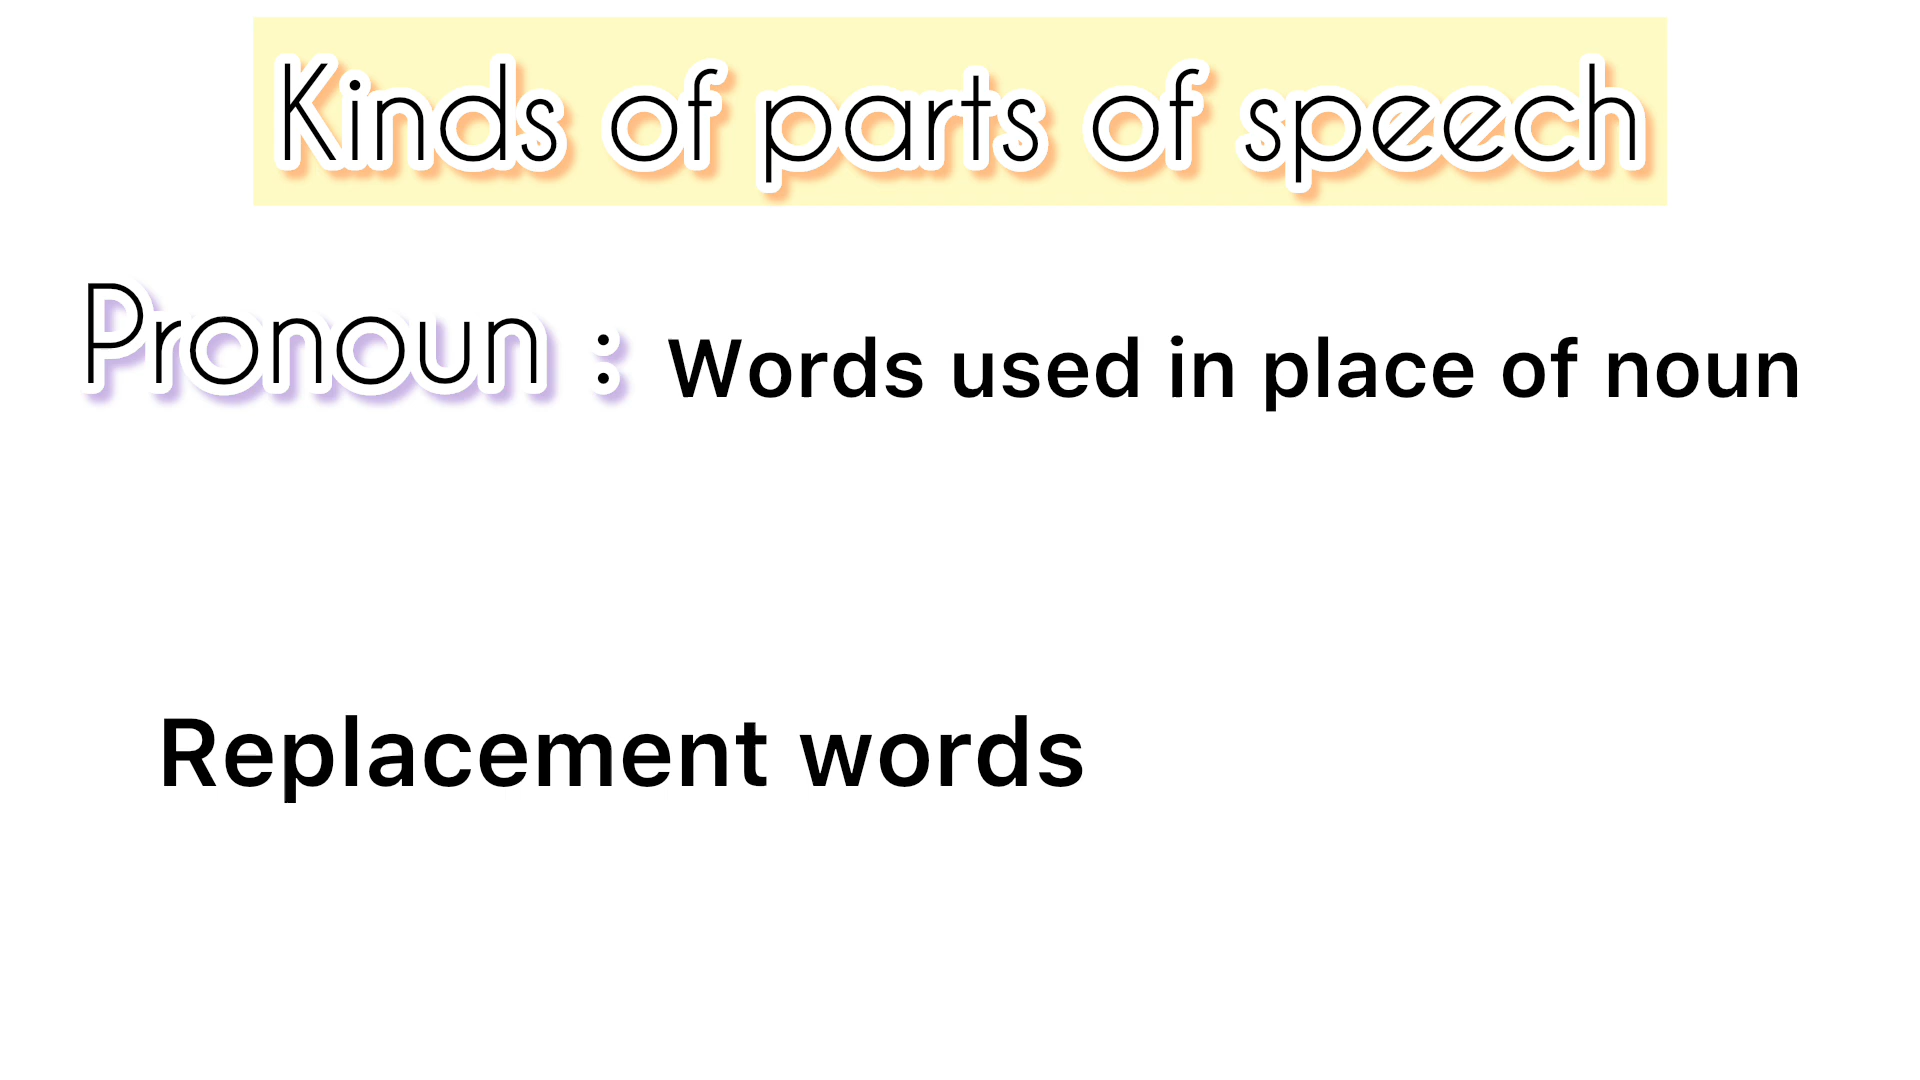 Kinds of parts of speech
Pronoun : Words used in place of noun
Replacement words